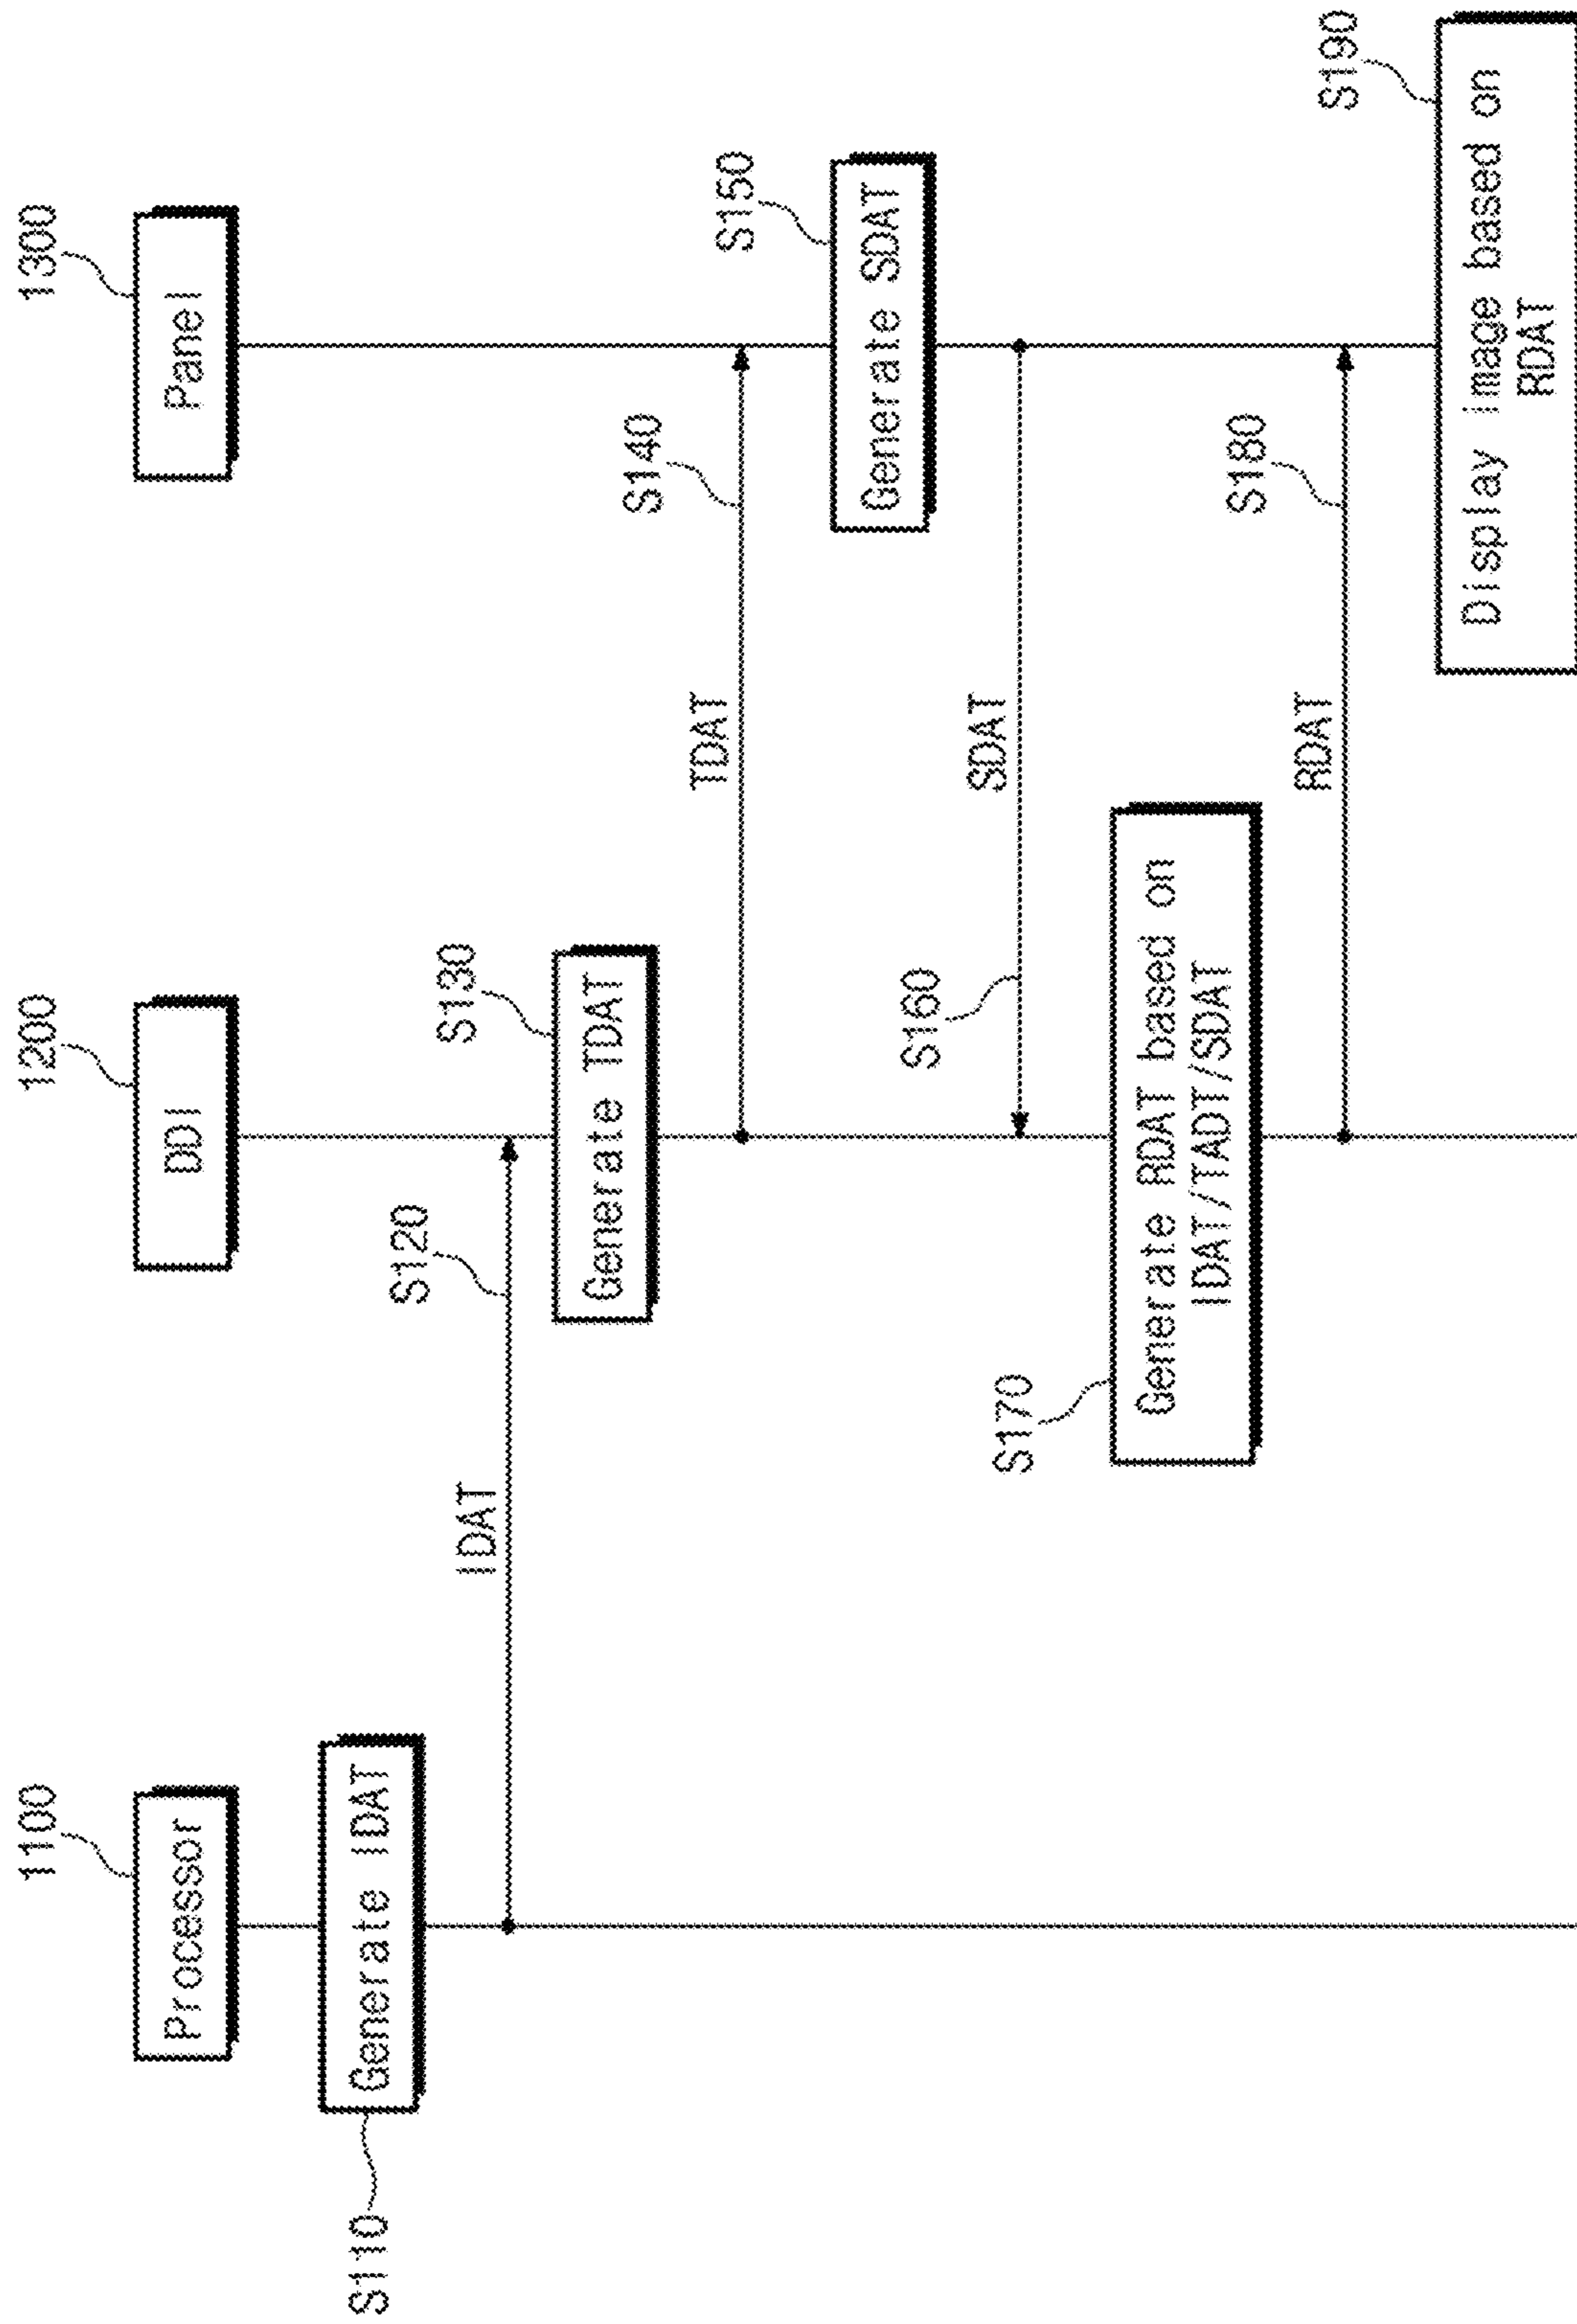 1100
1200
1300
Processor
DDI
Panel
S110
Generate IDAT
S120
IDAT
S130
Generate TDAT
S140
TDAT
S150
Generate SDAT
S160
SDAT
S170
Generate RDAT based on
IDAT/TADT/SDAT
S180
RDAT
S190
Display image based on
RDAT